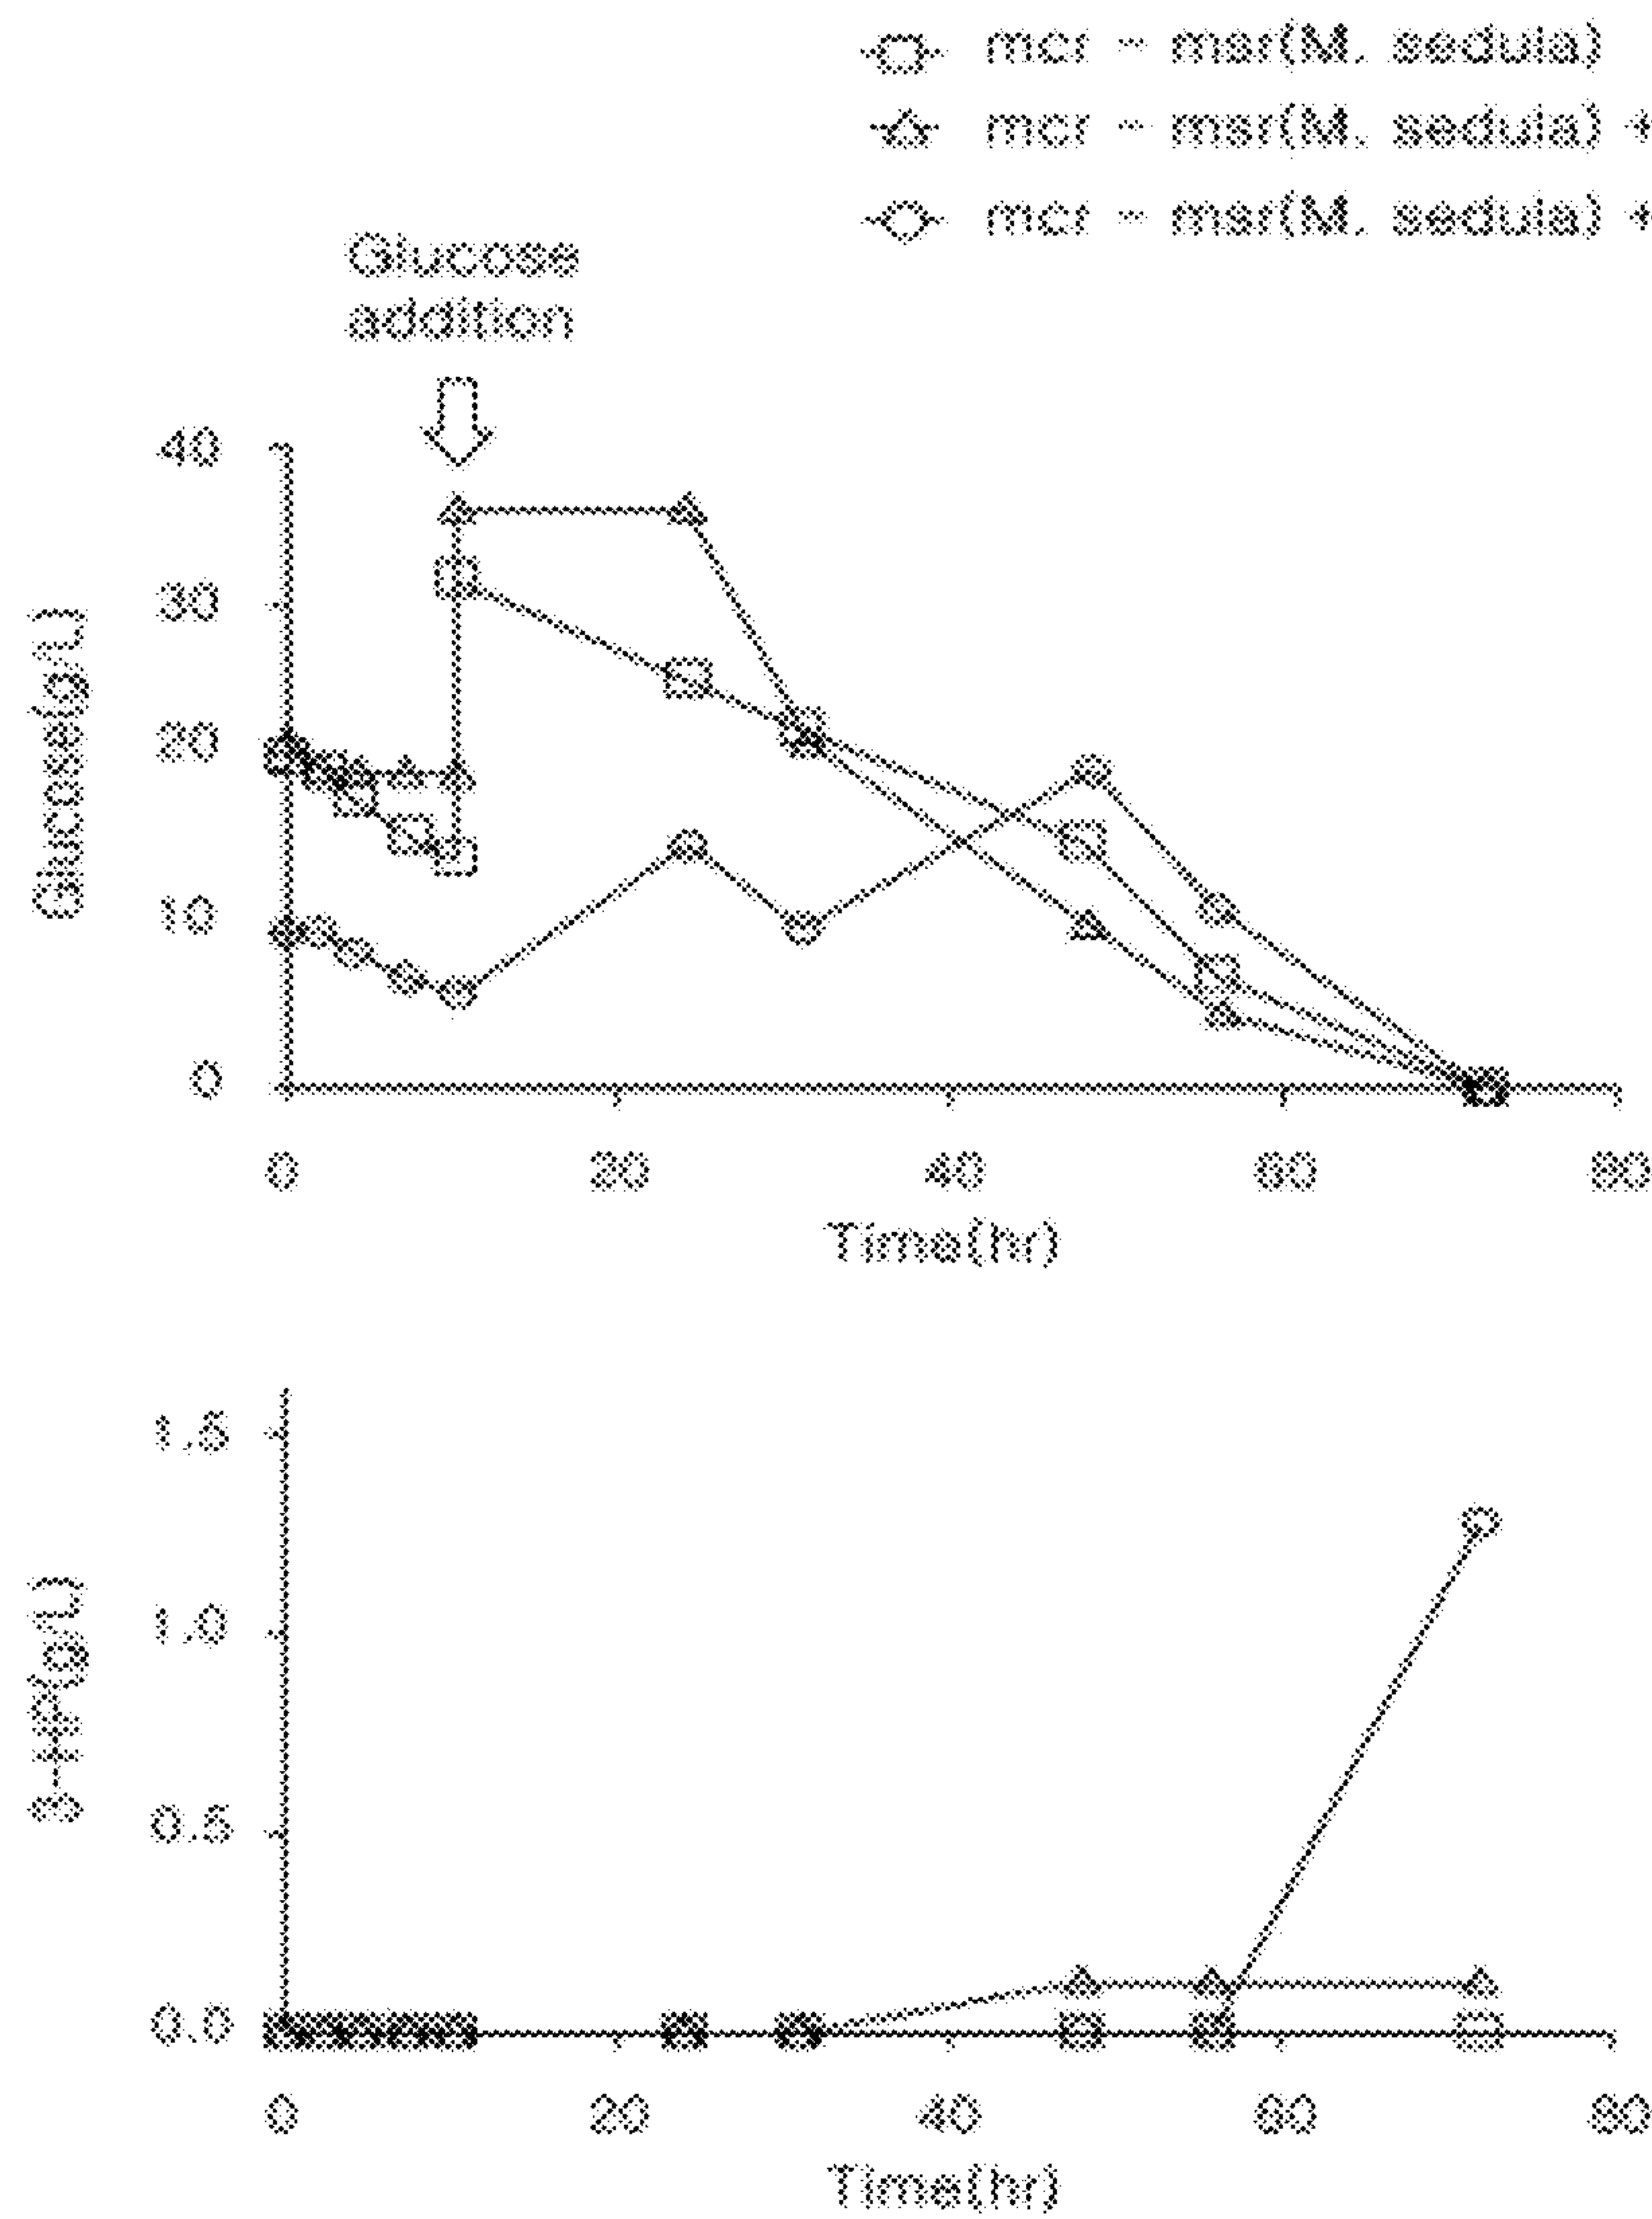 mcr - msr(M. sedula)
mcr - msr(M. sedula) +
mcr - msr(M. sedula) +
Glucose
addition
40
30
20
10
0
Glucose(g/L)
0 20 40 60 80
Time(hr)
1.5
1.0
0.5
0.0
3-HP(g/L)
0 20 40 60 80
Time(hr)